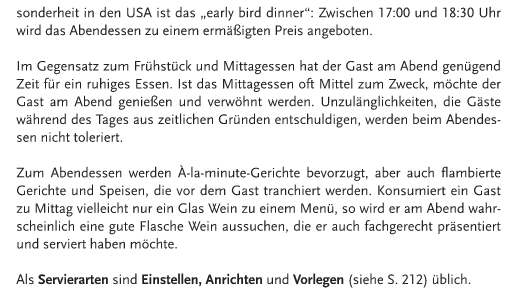 sonderheit in den USA ist das „early bird dinner“: Zwischen 17:00 und 18:30 Uhr
wird das Abendessen zu einem ermäßigten Preis angeboten.
Im Gegensatz zum Frühstück und Mittagessen hat der Gast am Abend genügend
Zeit für ein ruhiges Essen. Ist das Mittagessen oft Mittel zum Zweck, möchte der
Gast am Abend genießen und verwöhnt werden. Unzulänglichkeiten, die Gäste
während des Tages aus zeitlichen Gründen entschuldigen, werden beim Abendes-
sen nicht toleriert.
Zum Abendessen werden À-la-minute-Gerichte bevorzugt, aber auch flambierte
Gerichte und Speisen, die vor dem Gast tranchiert werden. Konsumiert ein Gast
zu Mittag vielleicht nur ein Glas Wein zu einem Menü, so wird er am Abend wahr-
scheinlich eine gute Flasche Wein aussuchen, die er auch fachgerecht präsentiert
und serviert haben möchte.
Als Servierarten sind Einstellen, Anrichten und Vorlegen (siehe S. 212) üblich.